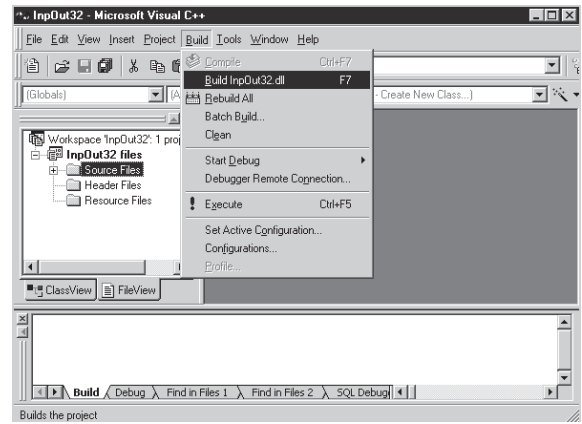 InpOut32 - Microsoft Visual C++
File Edit View Insert Project Build Tools Window Help
Compile Ctrl+F7
Build InpOut32.dll F7
(Globals) Rebuild All - Create New Class...)
Batch Build...
Clean
Workspace 'InpOut32': 1 proj
InpOut32 files
Source Files
Header Files
Resource Files
Start Debug
Debugger Remote Connection...
Execute Ctrl+F5
Set Active Configuration...
Configurations...
Profile...
ClassView FileView
Build Debug Find in Files 1 Find in Files 2 SQL Debug
Builds the project